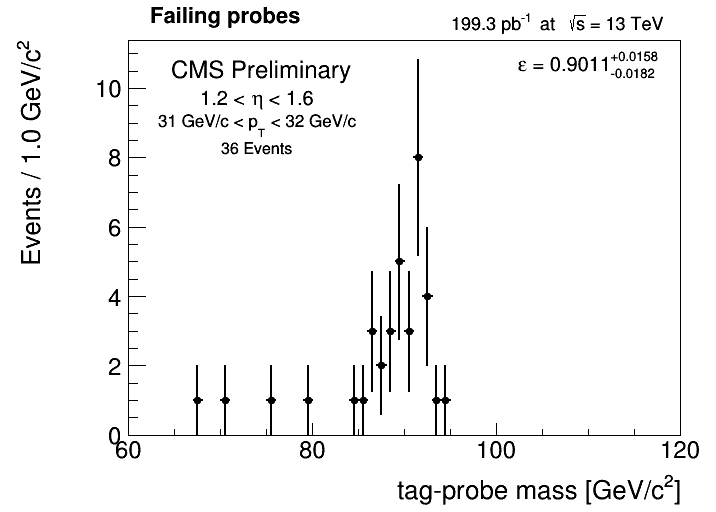 Failing probes
199.3 pb⁻¹ at √s = 13 TeV
CMS Preliminary
1.2 < η < 1.6
31 GeV/c < p_T < 32 GeV/c
36 Events
ε = 0.9011 +0.0158 -0.0182
Events / 1.0 GeV/c²
10
8
6
4
2
0
60 80 100 120
tag-probe mass [GeV/c²]